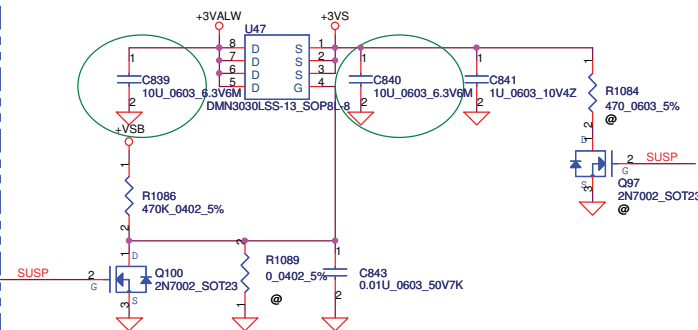 +3VALW
+3VS
U47
8 D S 1
7 D S 2
6 D S 3
5 D G 4
DMN3030LSS-13_SOP8L-8
1
C839
10U_0603_6.3V6M
2
1
C840
10U_0603_6.3V6M
2
1
C841
1U_0603_10V4Z
2
1
R1084
470_0603_5%
@
2
+VSB
1
R1086
470K_0402_5%
2
D
1
2
G
SUSP
S
3
Q97
2N7002_SOT23
@
SUSP
2
G
1
D
Q100
2N7002_SOT23
S
3
2
R1089
0_0402_5%
@
1
1
C843
0.01U_0603_50V7K
2